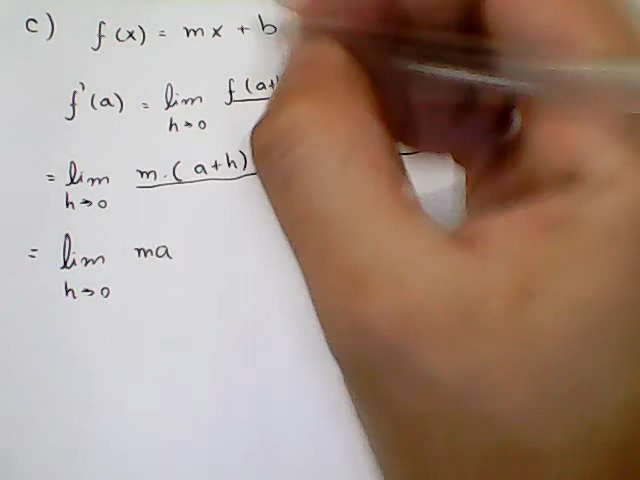 c) f(x) = mx + b
f'(a) = lim f(a+
h→0
= lim m.(a+h)
h→0
= lim ma
h→0